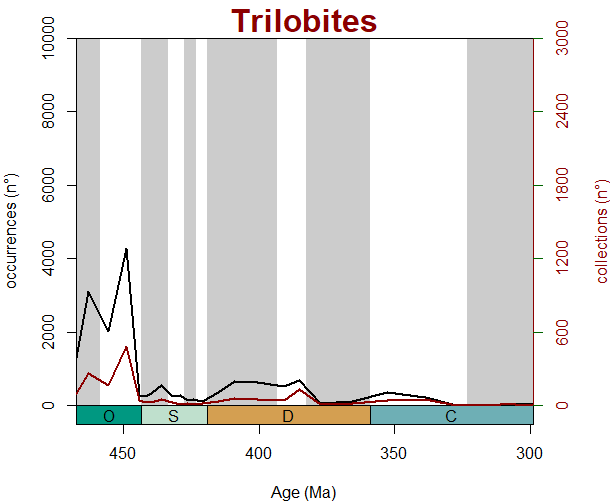 Trilobites
10000
8000
6000
4000
2000
0
occurrences (n°)
3000
2400
1800
1200
600
0
collections (n°)
O S D C
450 400 350 300
Age (Ma)